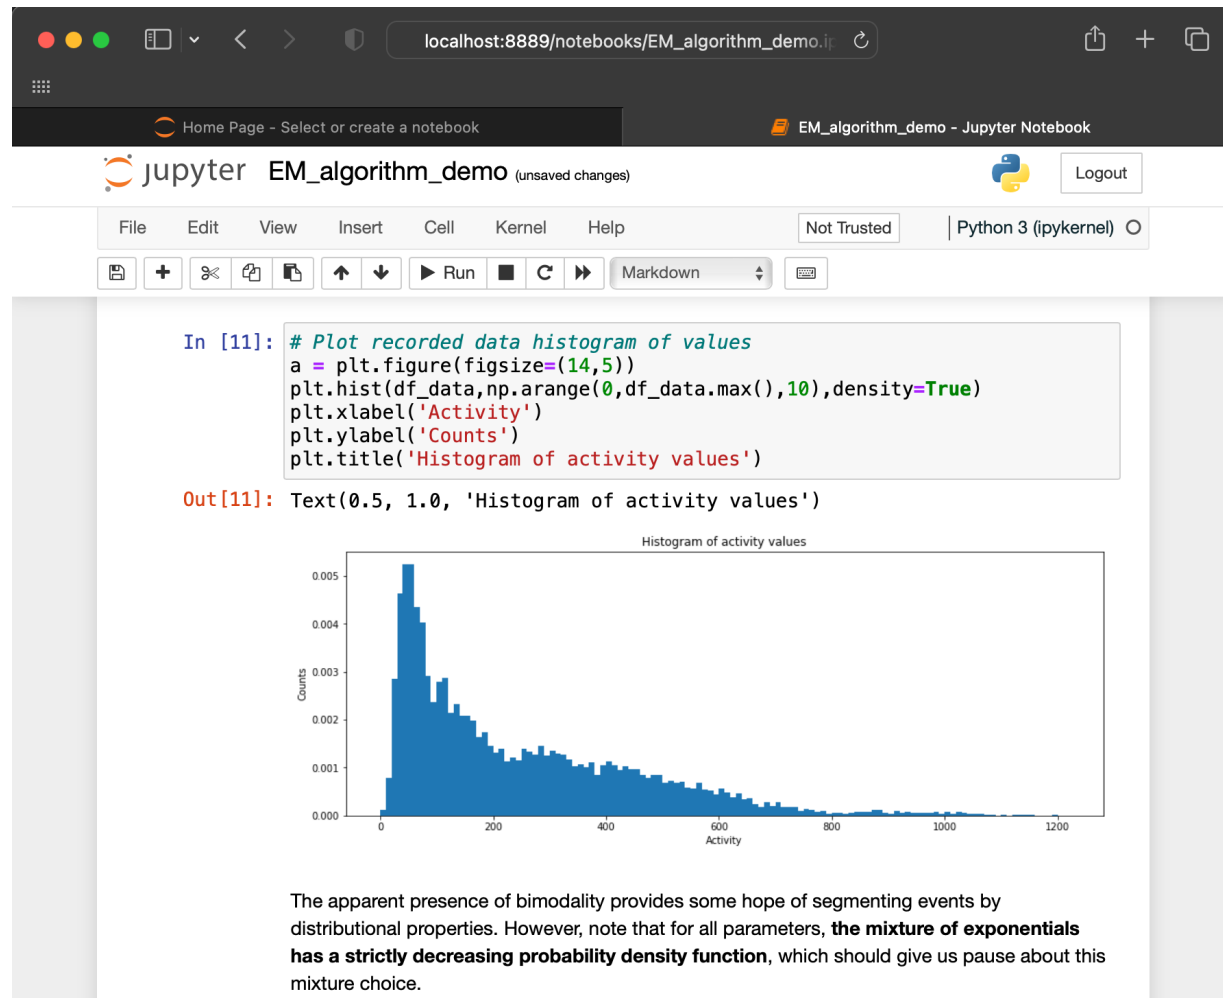 localhost:8889/notebooks/EM_algorithm_demo.ip
Home Page - Select or create a notebook
EM_algorithm_demo - Jupyter Notebook
jupyter EM_algorithm_demo (unsaved changes)
Logout
File Edit View Insert Cell Kernel Help
Not Trusted
Python 3 (ipykernel)
Run
Markdown
In [11]:
# Plot recorded data histogram of values
a = plt.figure(figsize=(14,5))
plt.hist(df_data,np.arange(0,df_data.max(),10),density=True)
plt.xlabel('Activity')
plt.ylabel('Counts')
plt.title('Histogram of activity values')
Out[11]: Text(0.5, 1.0, 'Histogram of activity values')
Histogram of activity values
0.005
0.004
0.003
0.002
0.001
0.000
Counts
0 200 400 600 800 1000 1200
Activity
The apparent presence of bimodality provides some hope of segmenting events by
distributional properties. However, note that for all parameters, the mixture of exponentials
has a strictly decreasing probability density function, which should give us pause about this
mixture choice.